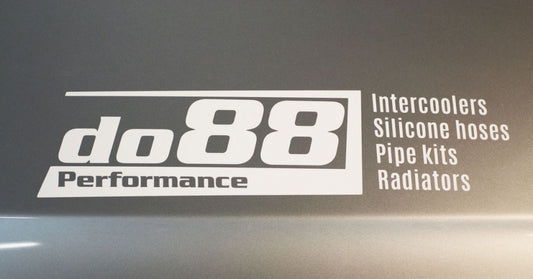 do88
Performance
Intercoolers
Silicone hoses
Pipe kits
Radiators